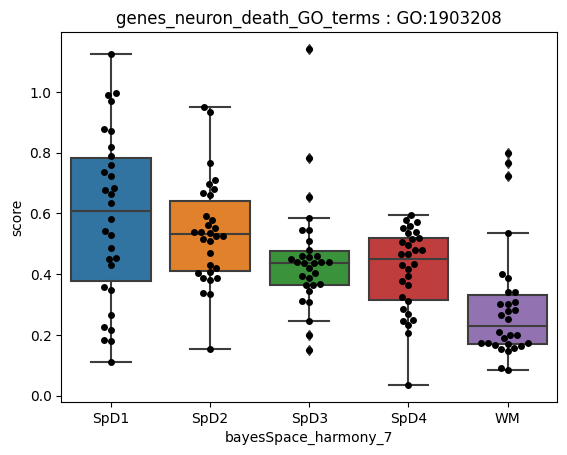 genes_neuron_death_GO_terms : GO:1903208
score
1.0
0.8
0.6
0.4
0.2
0.0
SpD1 SpD2 SpD3 SpD4 WM
bayesSpace_harmony_7